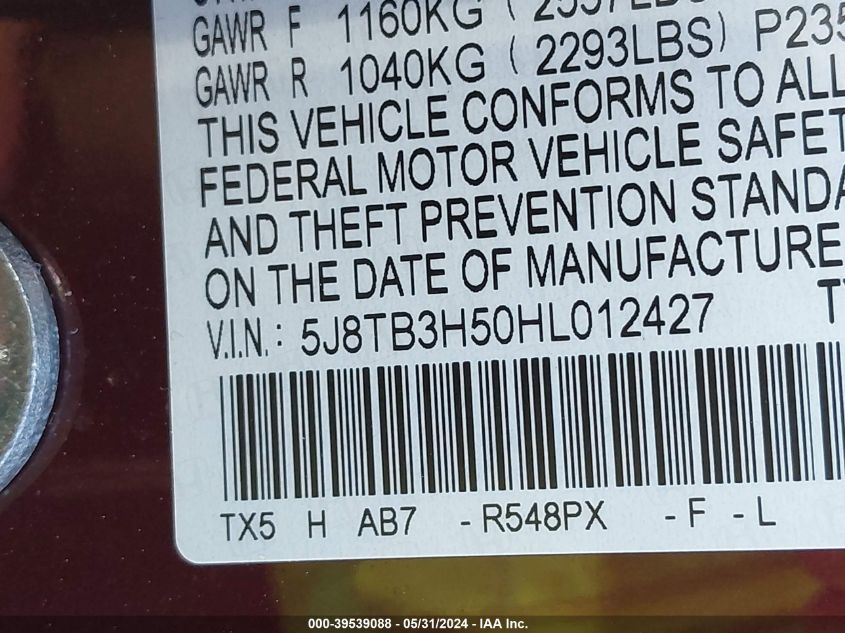 GAWR F 1160KG ( 2557LBS
GAWR R 1040KG ( 2293LBS) P235
THIS VEHICLE CONFORMS TO ALL
FEDERAL MOTOR VEHICLE SAFET
AND THEFT PREVENTION STANDA
ON THE DATE OF MANUFACTURE
V.I.N.: 5J8TB3H50HL012427
TX5 H AB7 -R548PX -F -L
000-39539088 - 05/31/2024 - IAA Inc.